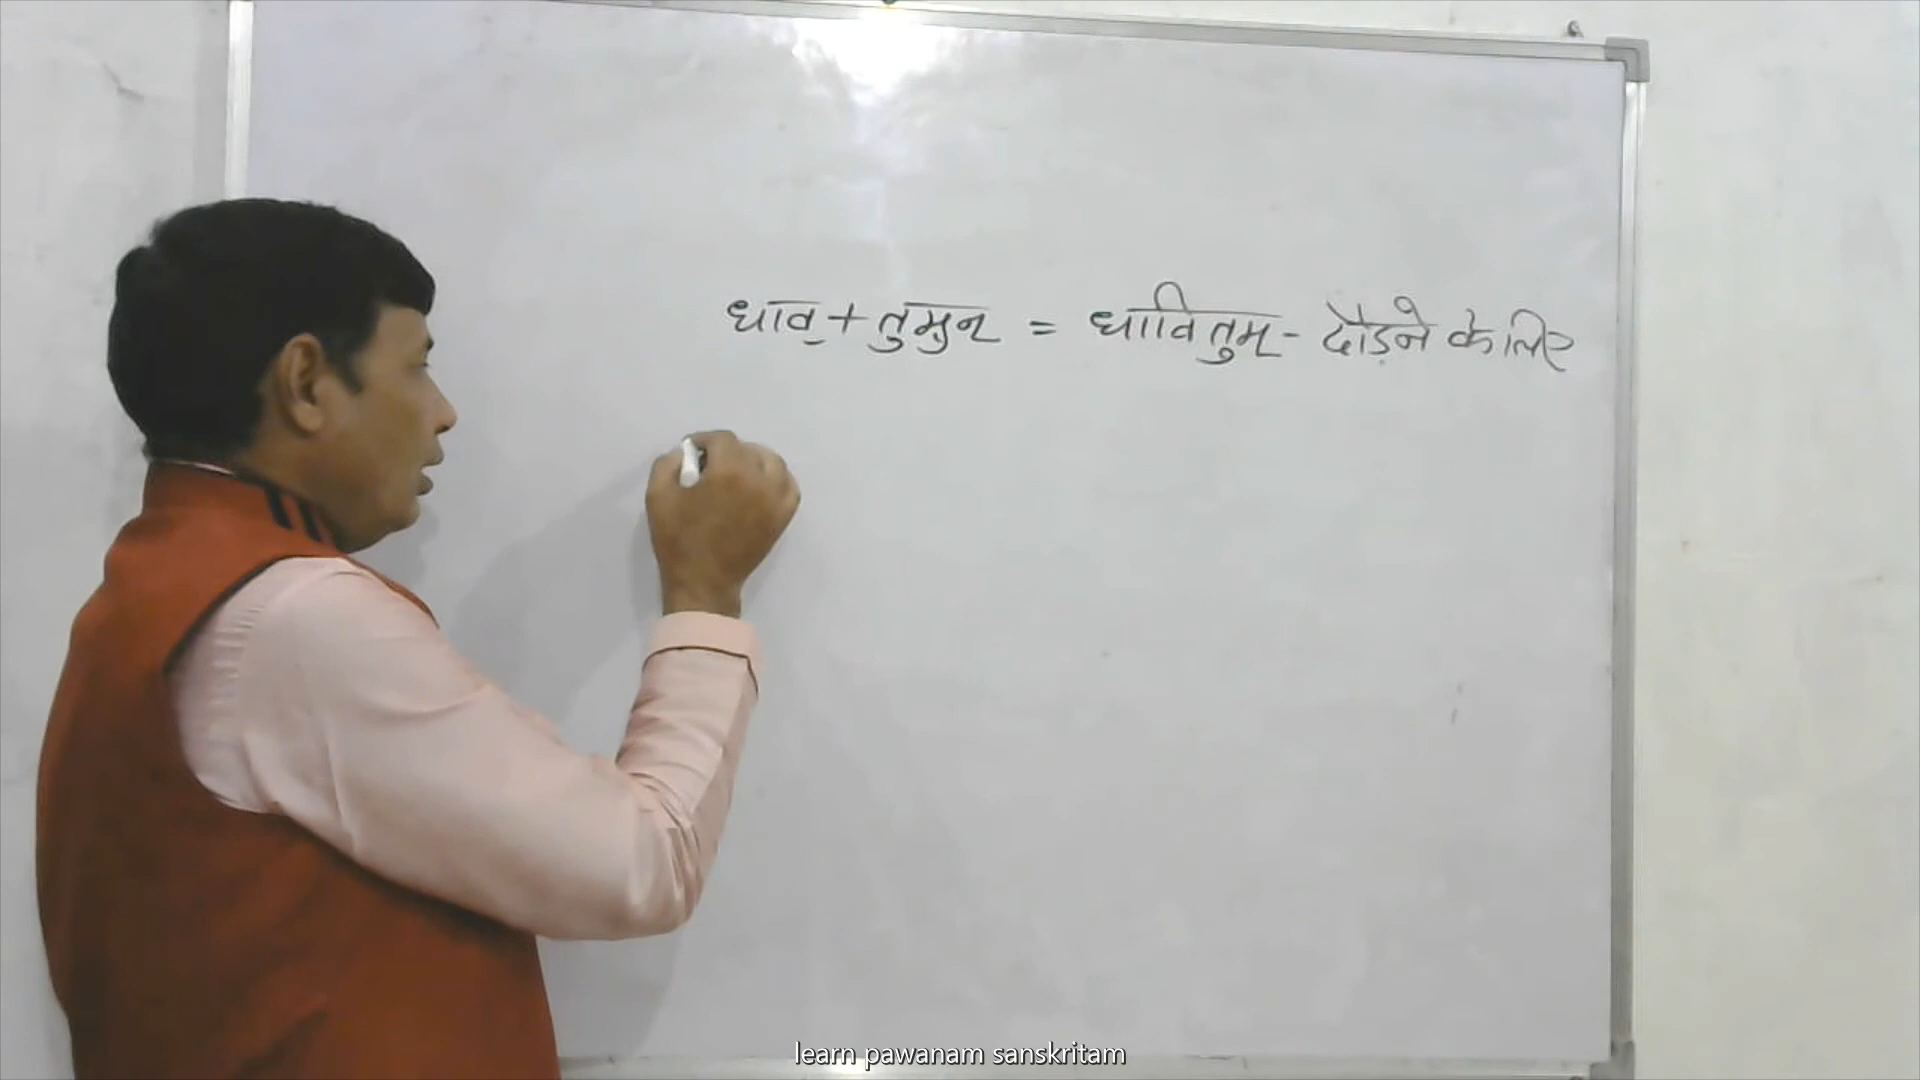 धाव् + तुमुन् = धावितुम् - दौड़ने के लिए
learn pawanam sanskritam